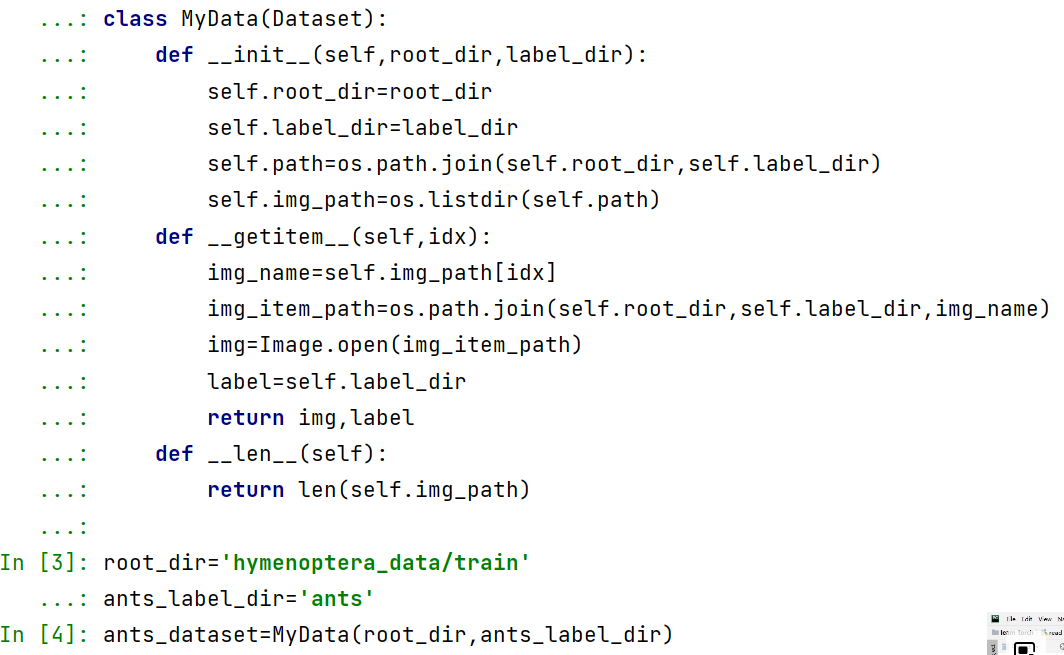 ...: class MyData(Dataset):
...:     def __init__(self,root_dir,label_dir):
...:         self.root_dir=root_dir
...:         self.label_dir=label_dir
...:         self.path=os.path.join(self.root_dir,self.label_dir)
...:         self.img_path=os.listdir(self.path)
...:     def __getitem__(self,idx):
...:         img_name=self.img_path[idx]
...:         img_item_path=os.path.join(self.root_dir,self.label_dir,img_name)
...:         img=Image.open(img_item_path)
...:         label=self.label_dir
...:         return img,label
...:     def __len__(self):
...:         return len(self.img_path)
...:
In [3]: root_dir='hymenoptera_data/train'
...: ants_label_dir='ants'
In [4]: ants_dataset=MyData(root_dir,ants_label_dir)
File Edit View